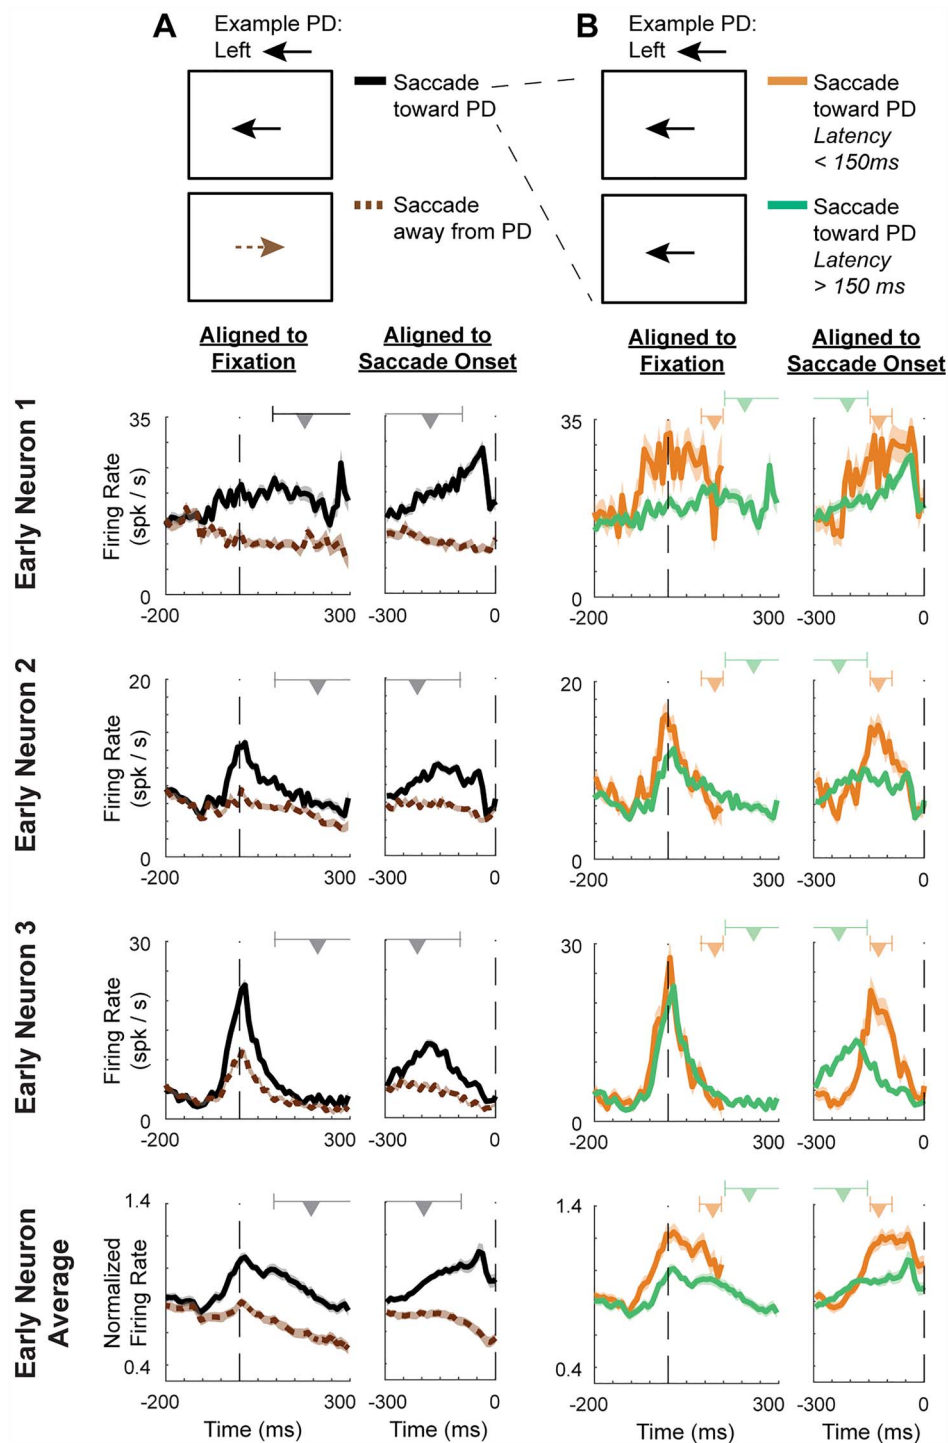 A
Example PD:
Left
Saccade
toward PD
Saccade
away from PD
B
Example PD:
Left
Saccade
toward PD
Latency
< 150ms
Saccade
toward PD
Latency
> 150 ms
Aligned to
Fixation
Aligned to
Saccade Onset
Aligned to
Fixation
Aligned to
Saccade Onset
Early Neuron 1
Firing Rate
(spk / s)
35
0
-200
300
-300
0
35
0
-200
300
-300
0
Early Neuron 2
Firing Rate
(spk / s)
20
0
-200
300
-300
0
20
0
-200
300
-300
0
Early Neuron 3
Firing Rate
(spk / s)
30
0
-200
300
-300
0
30
0
-200
300
-300
0
Early Neuron
Average
Normalized
Firing Rate
1.4
0.4
-200
300
-300
0
1.4
0.4
-200
300
-300
0
Time (ms)
Time (ms)
Time (ms)
Time (ms)